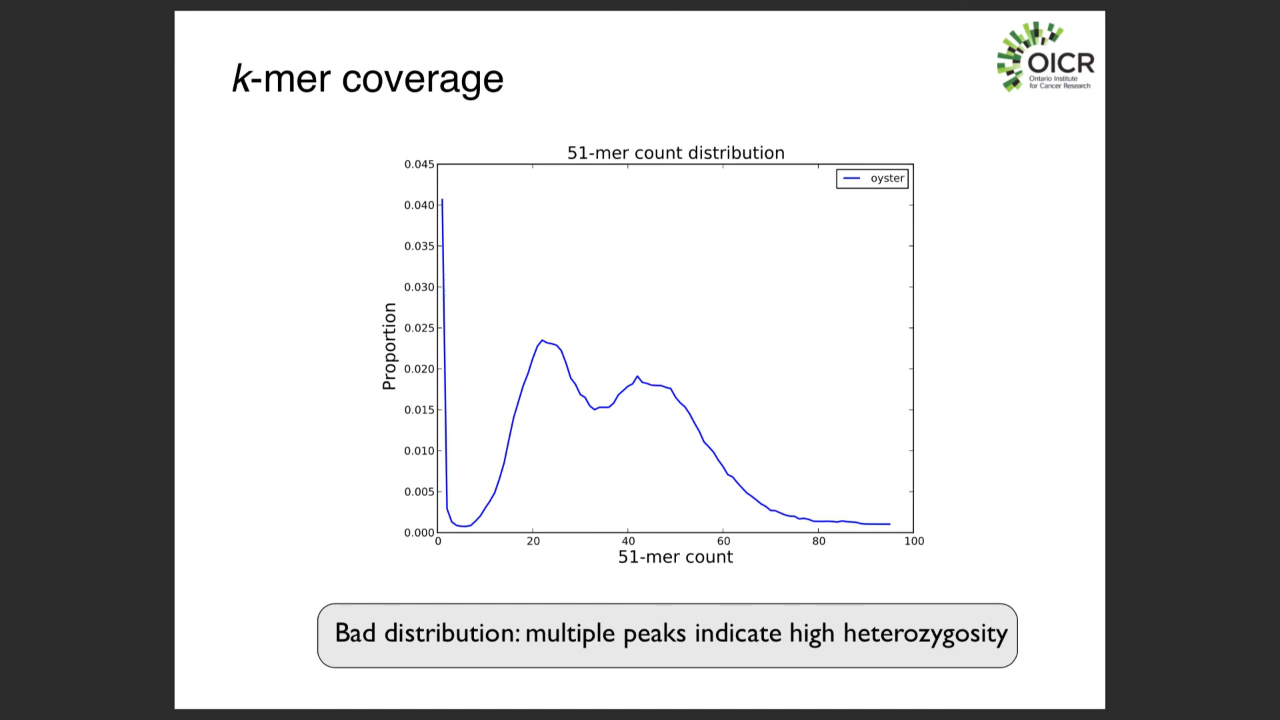 k-mer coverage
OICR
Ontario Institute
for Cancer Research
51-mer count distribution
oyster
0.045
0.040
0.035
0.030
0.025
0.020
0.015
0.010
0.005
0.000
Proportion
0 20 40 60 80 100
51-mer count
Bad distribution: multiple peaks indicate high heterozygosity